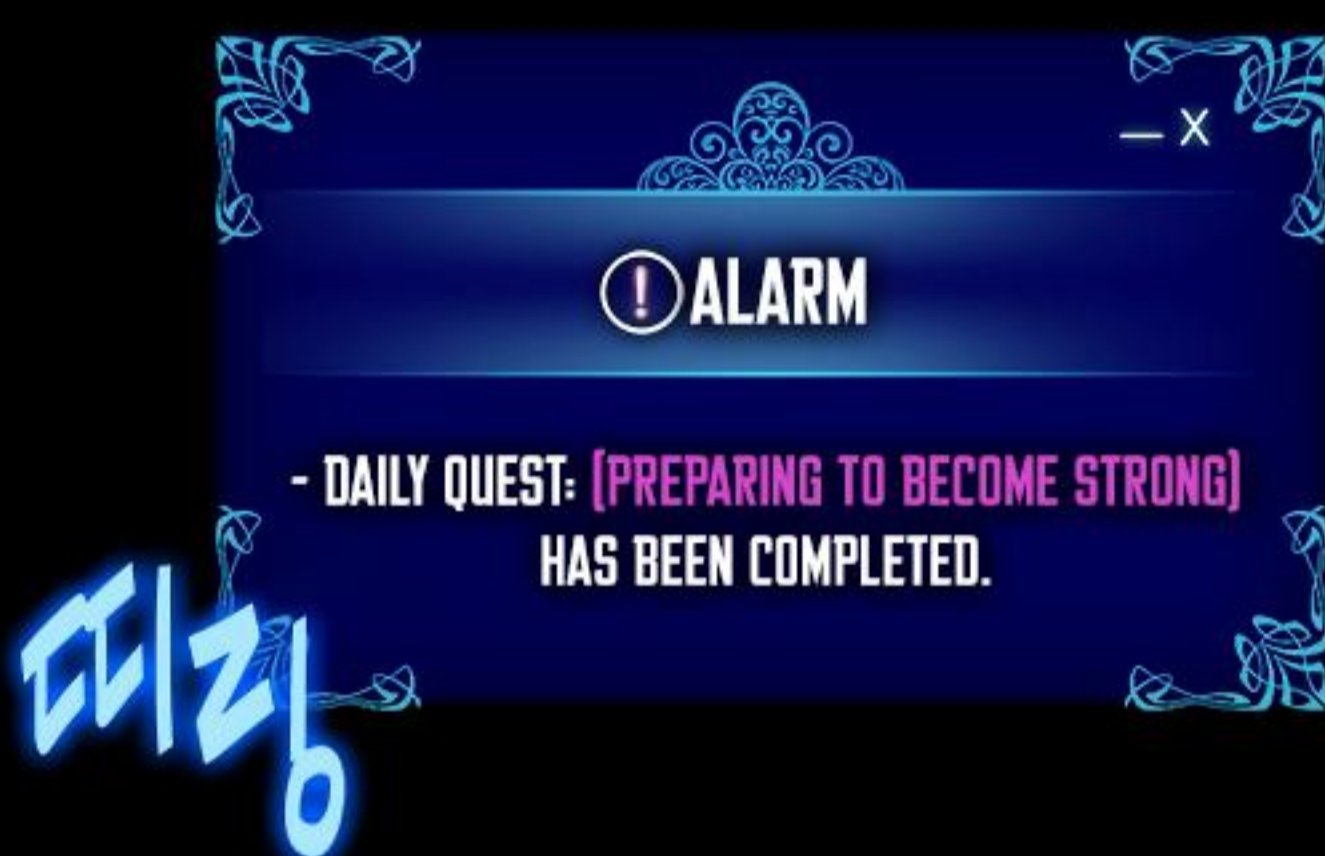 — X
! ALARM
- DAILY QUEST: [PREPARING TO BECOME STRONG]
HAS BEEN COMPLETED.
띠링